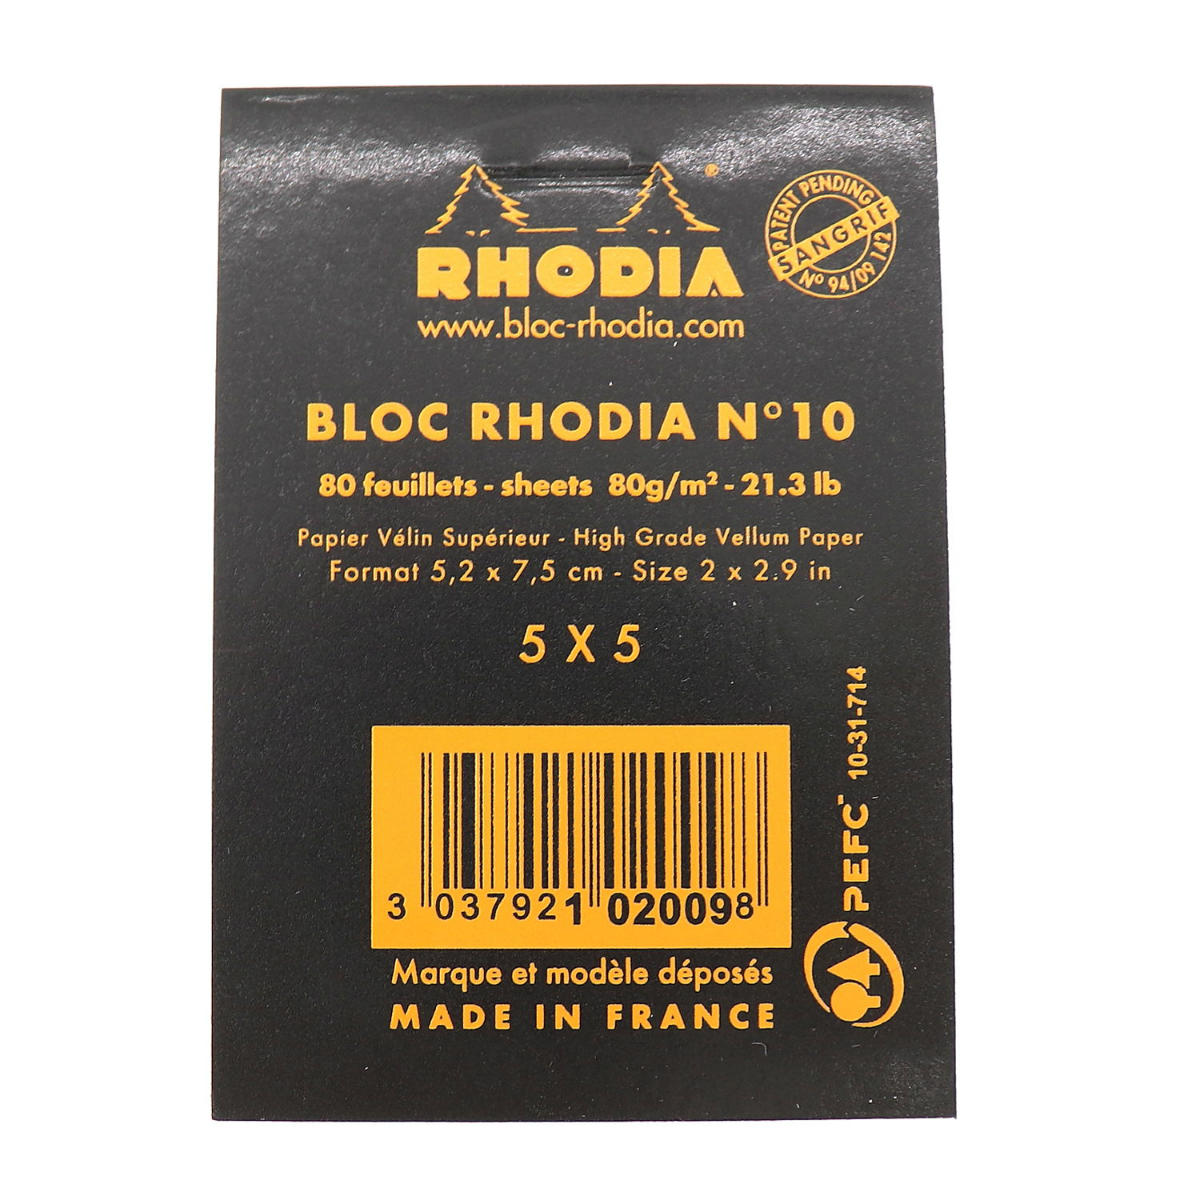 RHODIA ®
www.bloc-rhodia.com
PATENT PENDING
SANGRIF
N° 94/09 142
BLOC RHODIA N°10
80 feuillets - sheets 80g/m² - 21.3 lb
Papier Vélin Supérieur - High Grade Vellum Paper
Format 5,2 x 7,5 cm - Size 2 x 2.9 in
5 X 5
3 037921 020098
Marque et modèle déposés
MADE IN FRANCE
PEFC™ 10-31-714